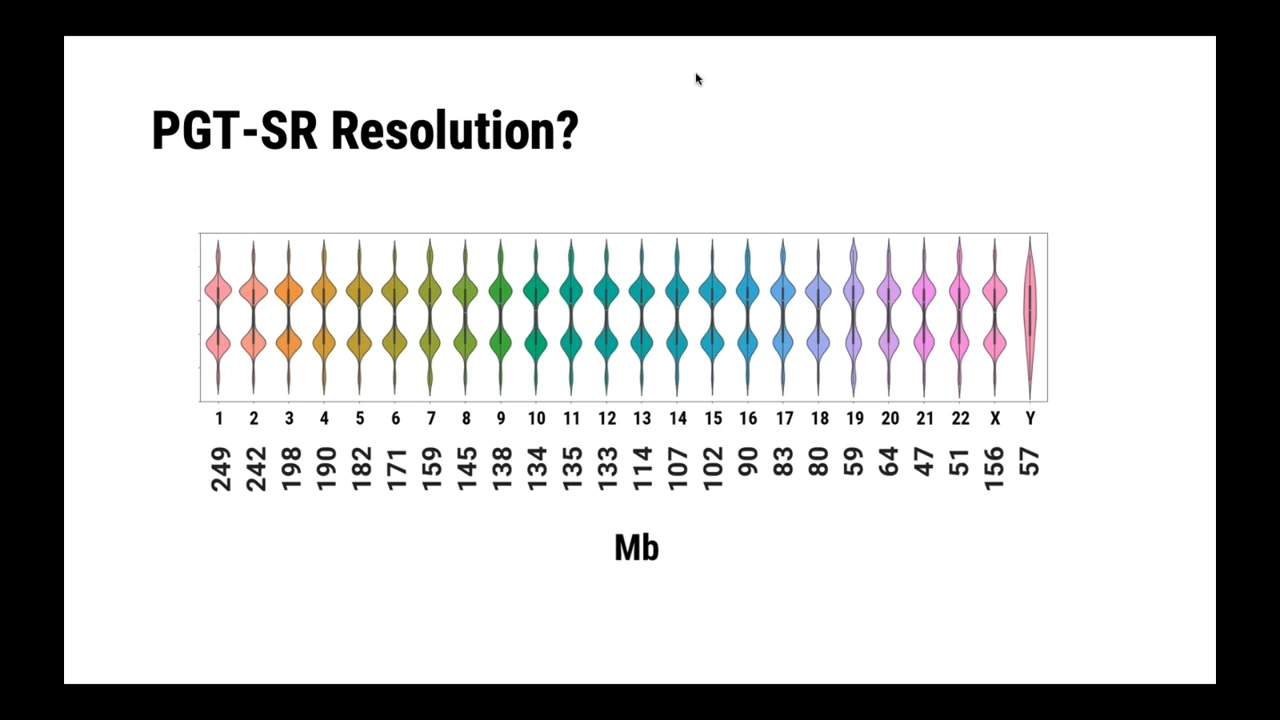 PGT-SR Resolution?
1 2 3 4 5 6 7 8 9 10 11 12 13 14 15 16 17 18 19 20 21 22 X Y
249 242 198 190 182 171 159 145 138 134 135 133 114 107 102 90 83 80 59 64 47 51 156 57
Mb